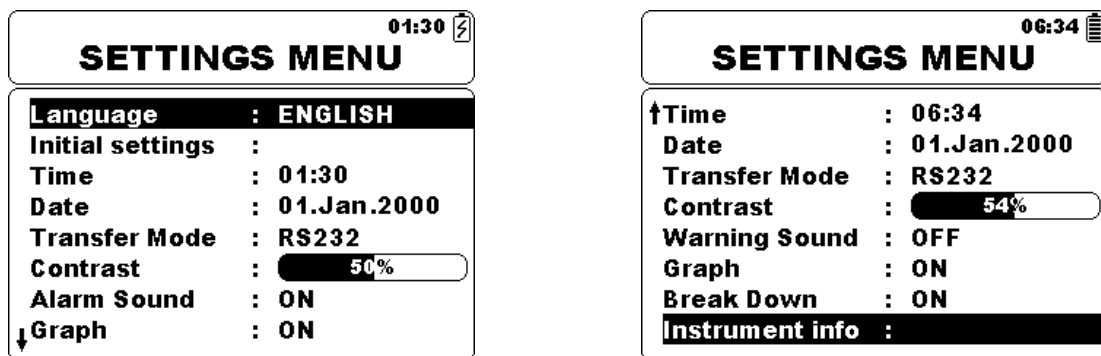 01:30
SETTINGS MENU
Language : ENGLISH
Initial settings :
Time : 01:30
Date : 01.Jan.2000
Transfer Mode : RS232
Contrast : 50%
Alarm Sound : ON
Graph : ON
06:34
SETTINGS MENU
Time : 06:34
Date : 01.Jan.2000
Transfer Mode : RS232
Contrast : 54%
Warning Sound : OFF
Graph : ON
Break Down : ON
Instrument info :